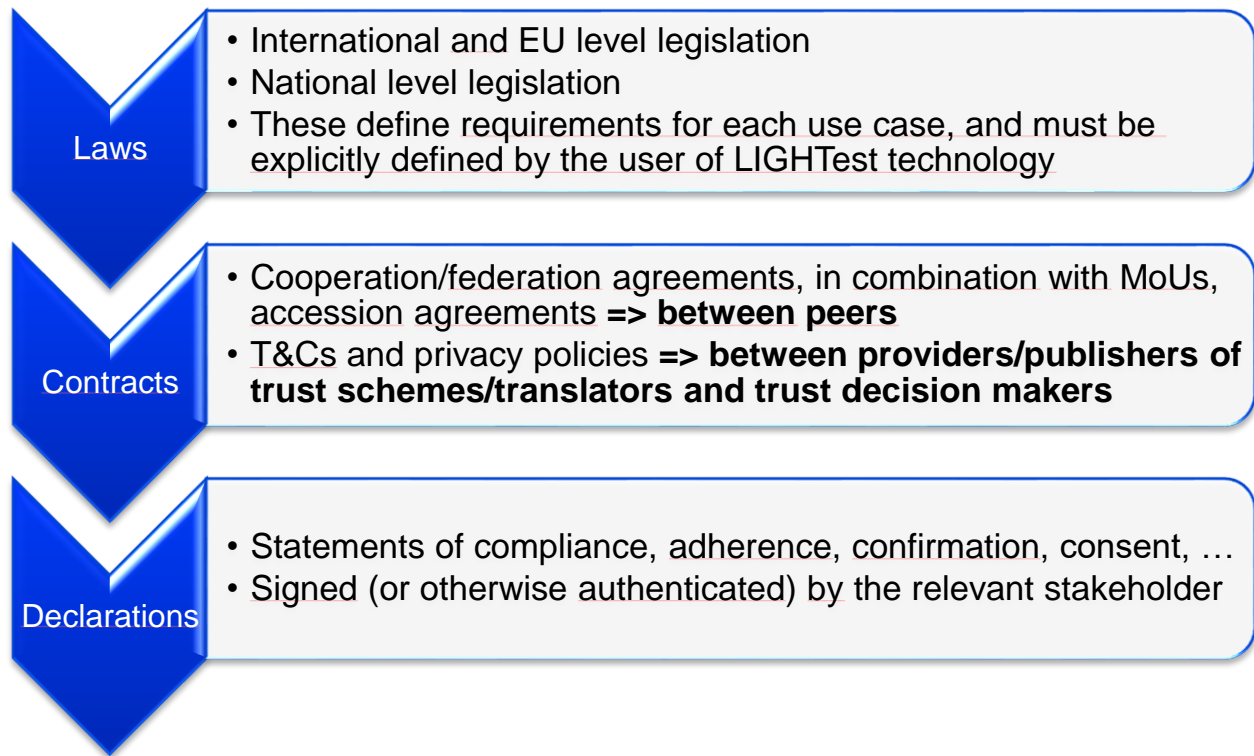 Laws
• International and EU level legislation
• National level legislation
• These define requirements for each use case, and must be
explicitly defined by the user of LIGHTest technology
Contracts
• Cooperation/federation agreements, in combination with MoUs,
accession agreements => between peers
• T&Cs and privacy policies => between providers/publishers of
trust schemes/translators and trust decision makers
Declarations
• Statements of compliance, adherence, confirmation, consent, …
• Signed (or otherwise authenticated) by the relevant stakeholder